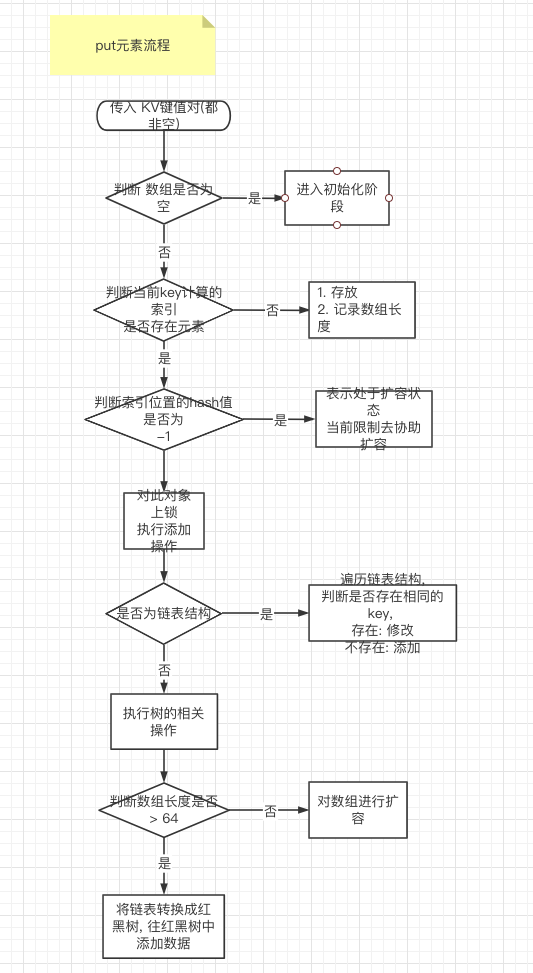 put元素流程
传入 KV键值对(都
非空)
判断 数组是否为
空
是
进入初始化阶
段
否
判断当前key计算的
索引
是否存在元素
否
1. 存放
2. 记录数组长
度
是
判断索引位置的hash值
是否为
-1
是
表示处于扩容状
态
当前限制去协助
扩容
对此对象
上锁
执行添加
操作
是否为链表结构
是
遍历链表结构,
判断是否存在相同的
key,
存在: 修改
不存在: 添加
否
执行树的相关
操作
判断数组长度是否
> 64
否
对数组进行扩
容
是
将链表转换成红
黑树, 往红黑树中
添加数据